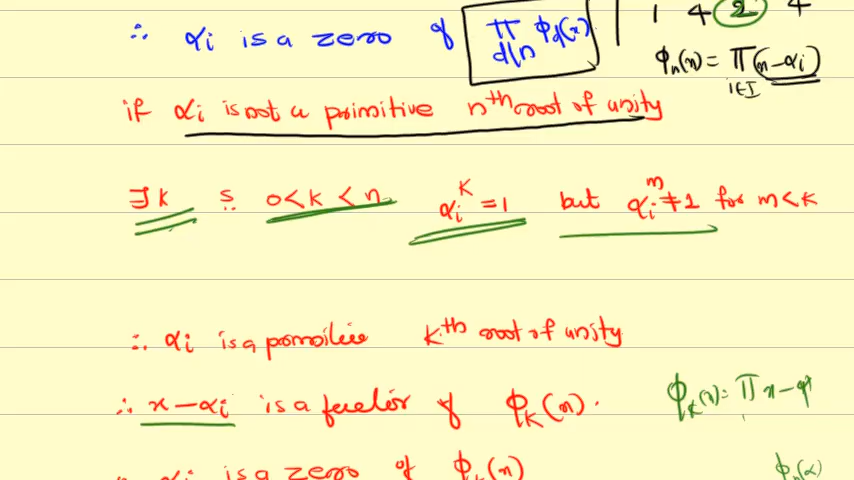 ∴ αi is a zero of ∏ ϕd(x)
d|n
1 4 2 4
ϕn(x) = ∏ (x-αi)
i∈I
if αi is not a primitive nth root of unity
∃ k s 0<k<n αi^k = 1 but αi^m ≠ 1 for m<k
∴ αi is a pomitive kth root of unity
∴ x-αi is a factor of ϕk(x).
ϕk(x) = ∏ x-αi
∴ αi is a zero of ϕk(x)
ϕn(α)